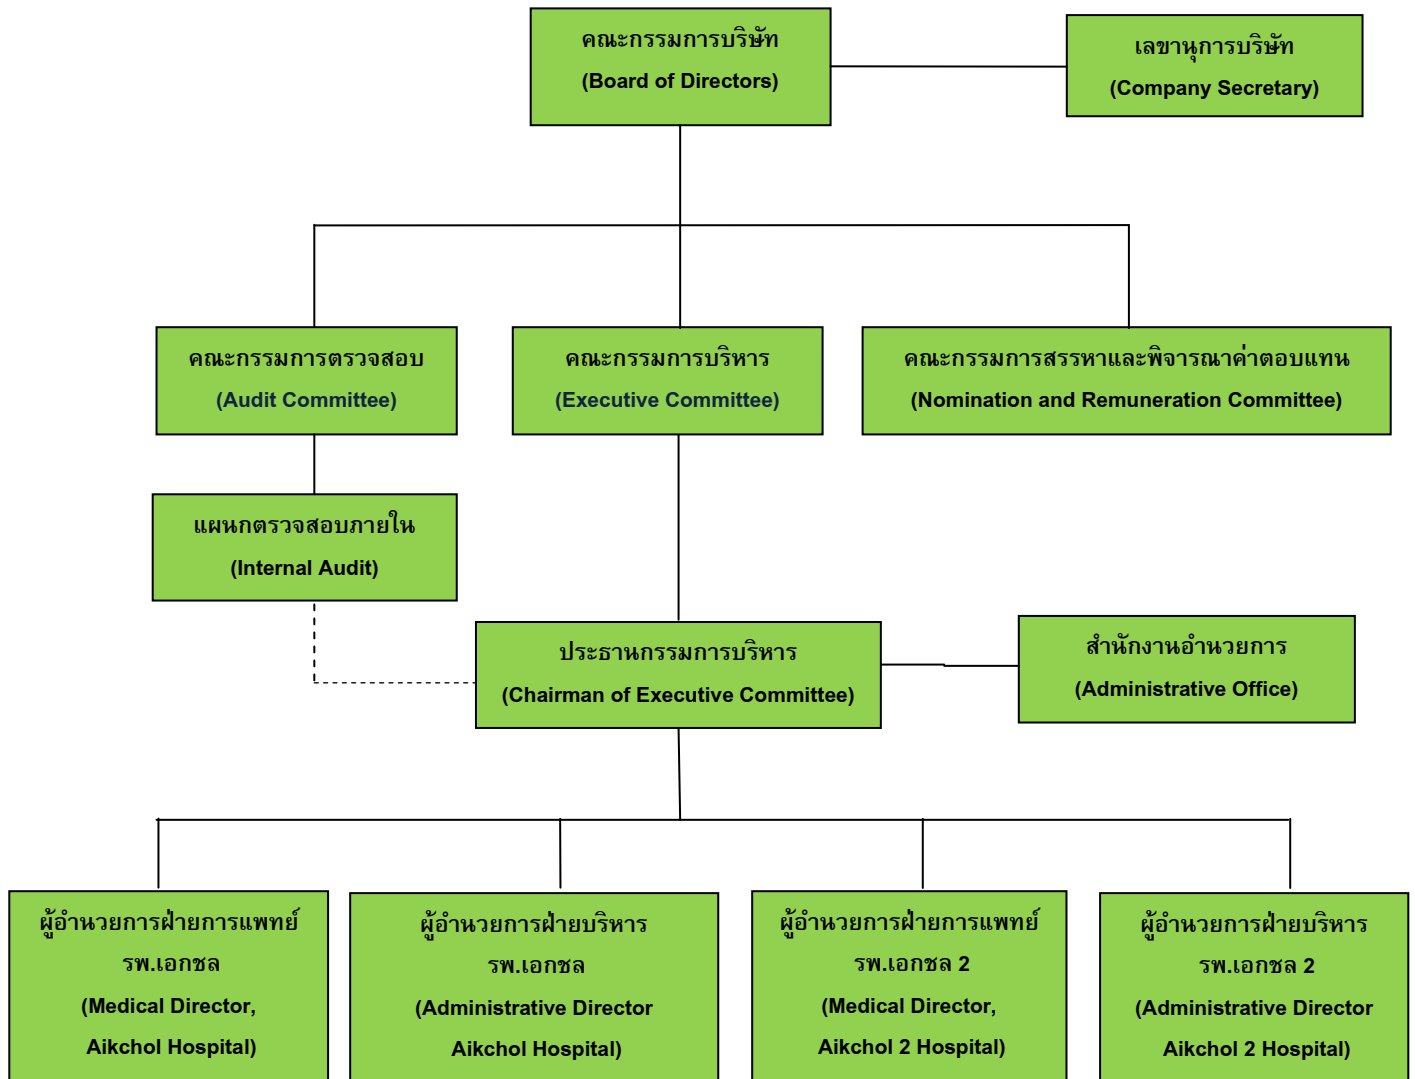 คณะกรรมการบริษัท
(Board of Directors)
เลขานุการบริษัท
(Company Secretary)
คณะกรรมการตรวจสอบ
(Audit Committee)
คณะกรรมการบริหาร
(Executive Committee)
คณะกรรมการสรรหาและพิจารณาค่าตอบแทน
(Nomination and Remuneration Committee)
แผนกตรวจสอบภายใน
(Internal Audit)
ประธานกรรมการบริหาร
(Chairman of Executive Committee)
สำนักงานอำนวยการ
(Administrative Office)
ผู้อำนวยการฝ่ายการแพทย์
รพ.เอกชล
(Medical Director,
Aikchol Hospital)
ผู้อำนวยการฝ่ายบริหาร
รพ.เอกชล
(Administrative Director
Aikchol Hospital)
ผู้อำนวยการฝ่ายการแพทย์
รพ.เอกชล 2
(Medical Director,
Aikchol 2 Hospital)
ผู้อำนวยการฝ่ายบริหาร
รพ.เอกชล 2
(Administrative Director
Aikchol 2 Hospital)